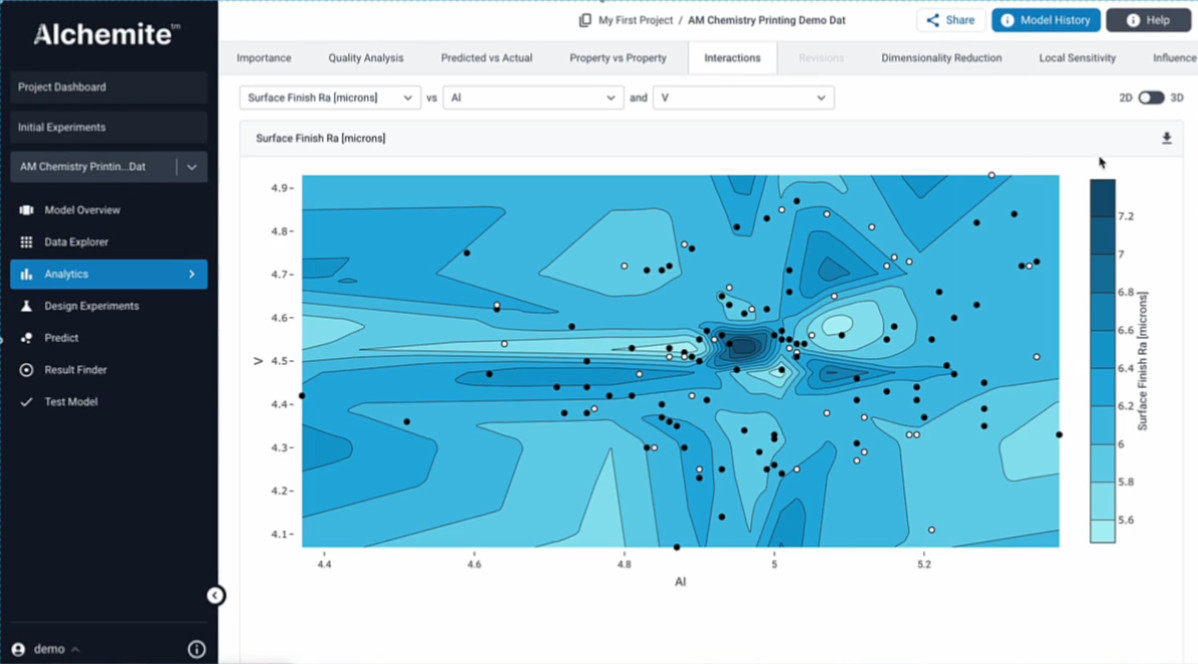 Alchemite™
My First Project / AM Chemistry Printing Demo Dat
Share
Model History
Help
Project Dashboard
Initial Experiments
AM Chemistry Printin...Dat
Model Overview
Data Explorer
Analytics
Design Experiments
Predict
Result Finder
Test Model
demo
Importance
Quality Analysis
Predicted vs Actual
Property vs Property
Interactions
Revisions
Dimensionality Reduction
Local Sensitivity
Influence
Surface Finish Ra [microns] vs Al and V
2D 3D
Surface Finish Ra [microns]
4.9
4.8
4.7
4.6
4.5
4.4
4.3
4.2
4.1
V
4.4 4.6 4.8 5 5.2
Al
7.2
7
6.8
6.6
6.4
6.2
6
5.8
5.6
Surface Finish Ra [microns]